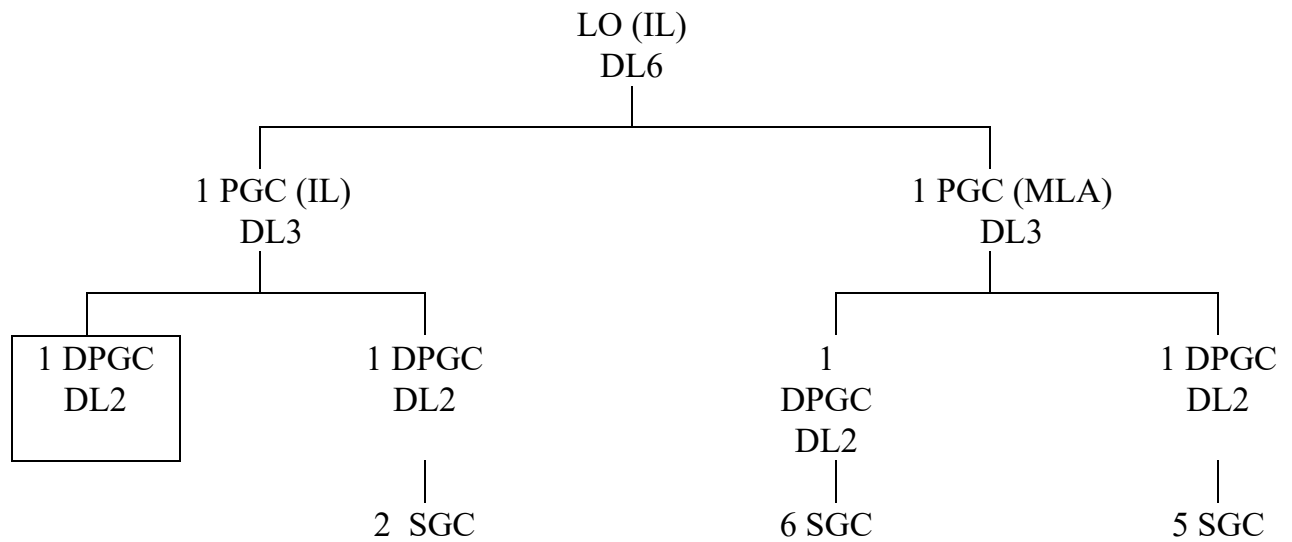 LO (IL)
DL6
1 PGC (IL)
DL3
1 PGC (MLA)
DL3
1 DPGC
DL2
1 DPGC
DL2
1
DPGC
DL2
1 DPGC
DL2
2 SGC
6 SGC
5 SGC